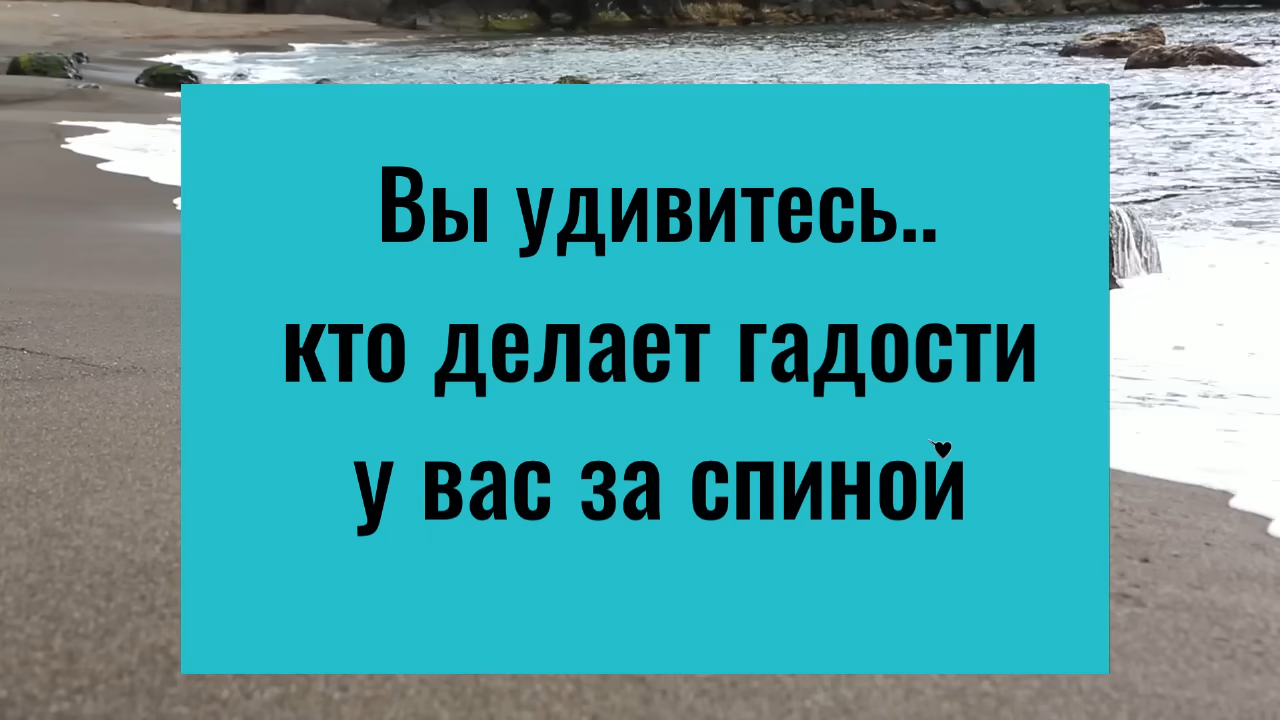 Вы удивитесь..
кто делает гадости
у вас за спиной